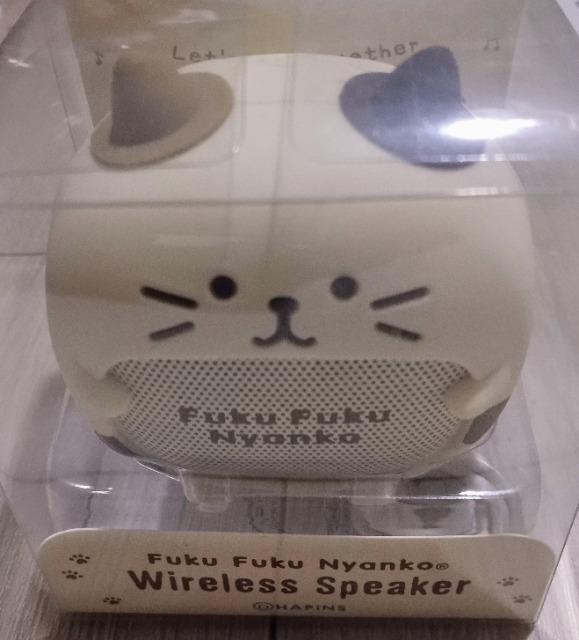 Fuku Fuku
Nyanko
Fuku Fuku Nyanko®
Wireless Speaker
©HAPiNS